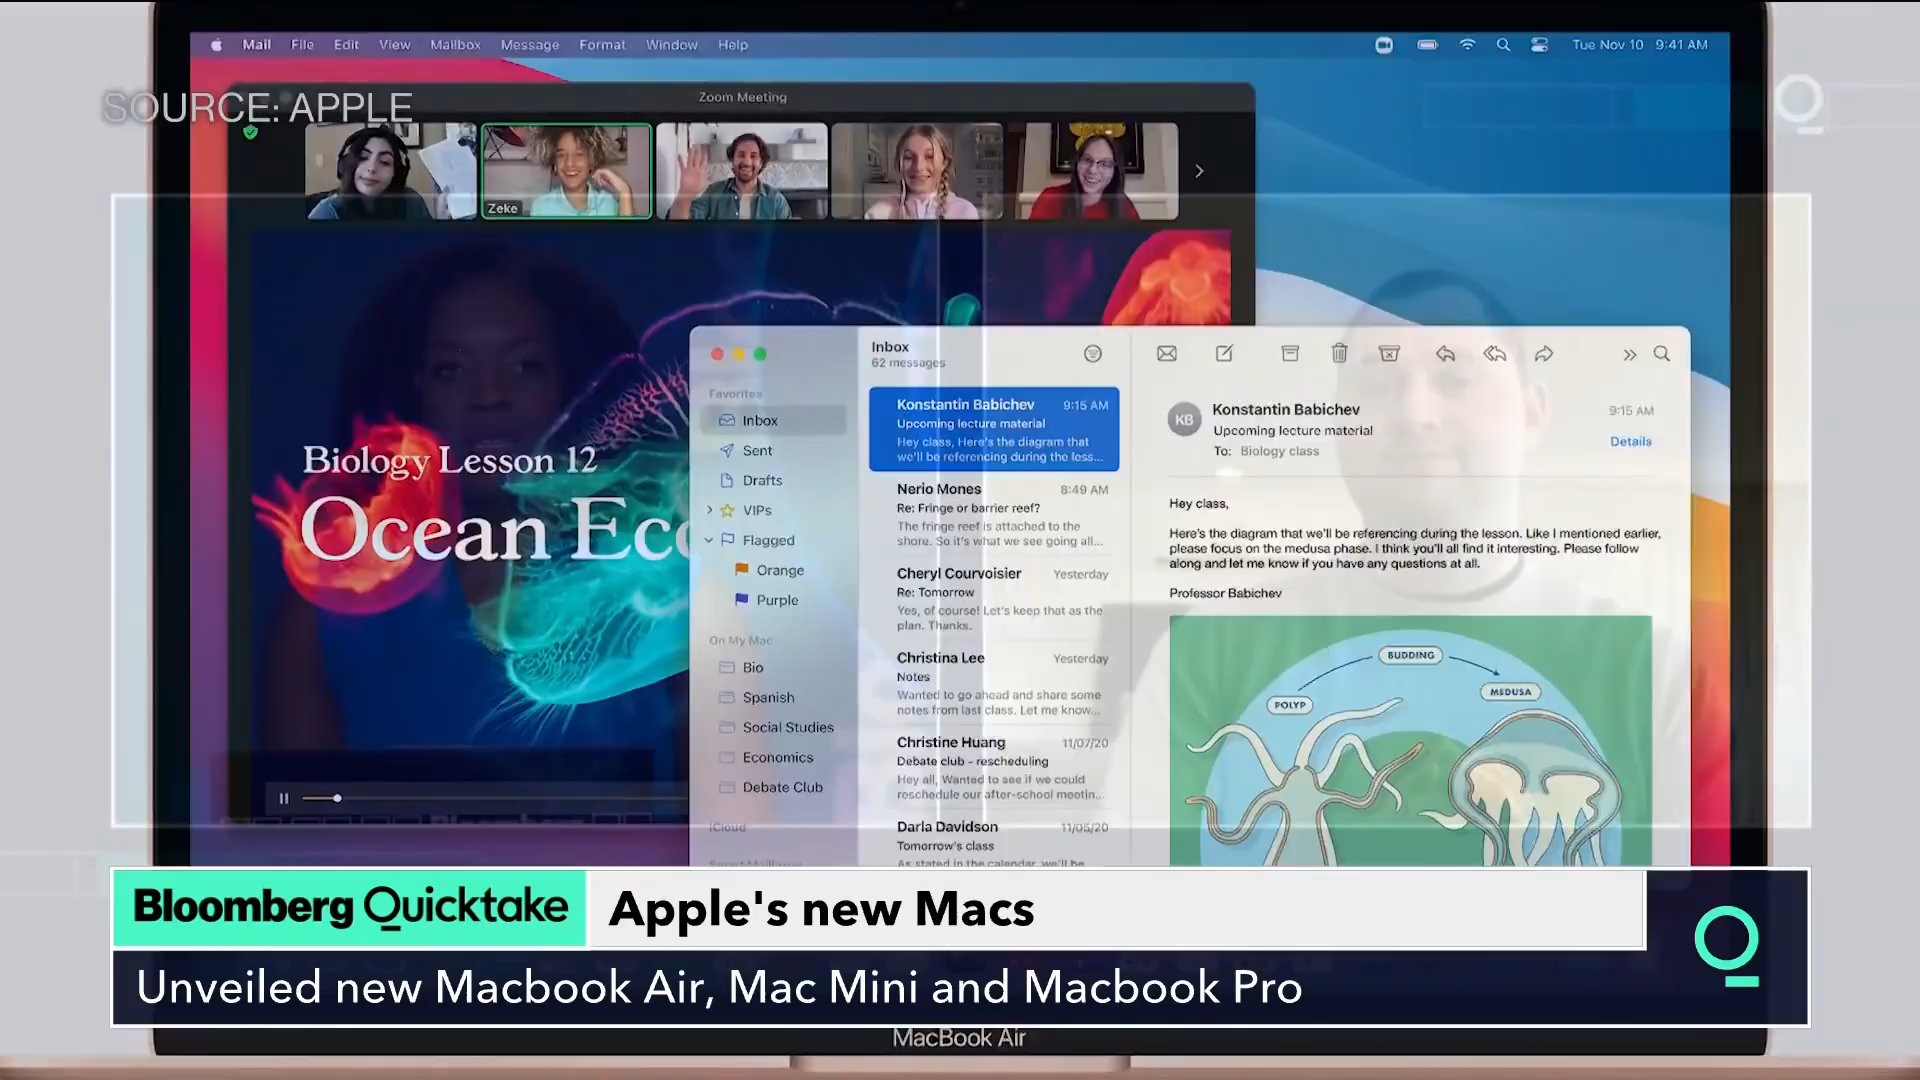 Mail File Edit View Mailbox Message Format Window Help
Tue Nov 10 9:41 AM
Zoom Meeting
SOURCE: APPLE
Zeke
Biology Lesson 12
Ocean Eco
Inbox
62 messages
Favorites
Inbox
Sent
Drafts
VIPs
Flagged
Orange
Purple
On My Mac
Bio
Spanish
Social Studies
Economics
Debate Club
iCloud
Konstantin Babichev 9:15 AM
Upcoming lecture material
Hey class, Here's the diagram that
we'll be referencing during the less...
Nerio Mones 8:49 AM
Re: Fringe or barrier reef?
The fringe reef is attached to the
shore. So it's what we see going all...
Cheryl Courvoisier Yesterday
Re: Tomorrow
Yes, of course! Let's keep that as the
plan. Thanks.
Christina Lee Yesterday
Notes
Wanted to go ahead and share some
notes from last class. Let me know...
Christine Huang 11/07/20
Debate club - rescheduling
Hey all, Wanted to see if we could
reschedule our after-school meetin...
Darla Davidson 11/05/20
Tomorrow's class
As stated in the calendar, we'll be
KB
Konstantin Babichev 9:15 AM
Upcoming lecture material
Details
To: Biology class
Hey class,
Here's the diagram that we'll be referencing during the lesson. Like I mentioned earlier,
please focus on the medusa phase. I think you'll all find it interesting. Please follow
along and let me know if you have any questions at all.
Professor Babichev
BUDDING
MEDUSA
POLYP
Bloomberg Quicktake
Apple's new Macs
Unveiled new Macbook Air, Mac Mini and Macbook Pro
MacBook Air